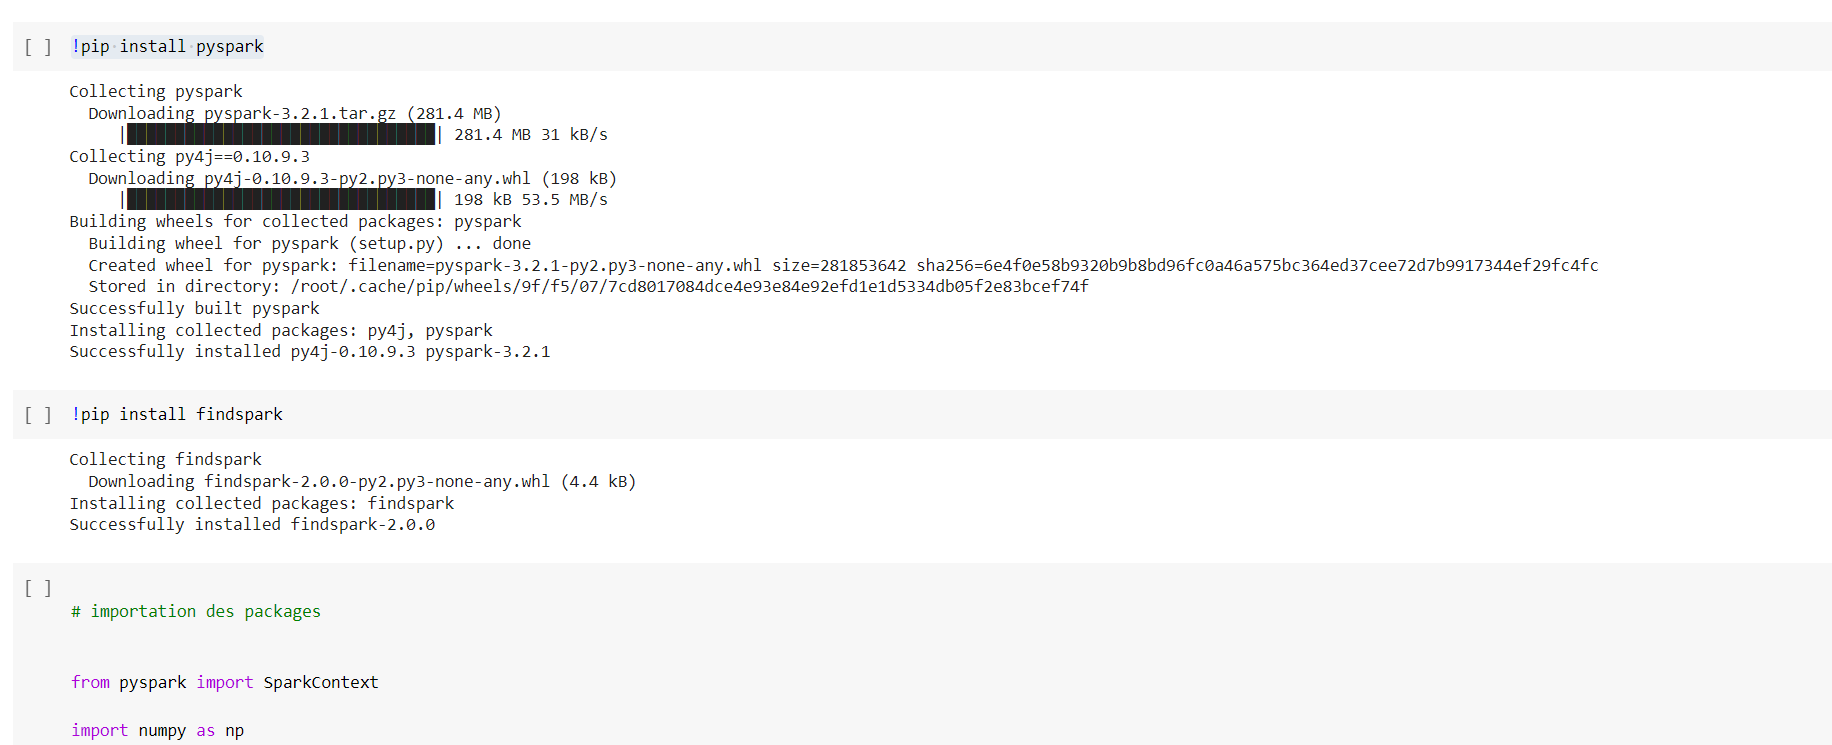 [ ] !pip install pyspark
Collecting pyspark
Downloading pyspark-3.2.1.tar.gz (281.4 MB)
|████████████████████████████████| 281.4 MB 31 kB/s
Collecting py4j==0.10.9.3
Downloading py4j-0.10.9.3-py2.py3-none-any.whl (198 kB)
|████████████████████████████████| 198 kB 53.5 MB/s
Building wheels for collected packages: pyspark
Building wheel for pyspark (setup.py) ... done
Created wheel for pyspark: filename=pyspark-3.2.1-py2.py3-none-any.whl size=281853642 sha256=6e4f0e58b9320b9b8bd96fc0a46a575bc364ed37cee72d7b9917344ef29fc4fc
Stored in directory: /root/.cache/pip/wheels/9f/f5/07/7cd8017084dce4e93e84e92efd1e1d5334db05f2e83bcef74f
Successfully built pyspark
Installing collected packages: py4j, pyspark
Successfully installed py4j-0.10.9.3 pyspark-3.2.1
[ ] !pip install findspark
Collecting findspark
Downloading findspark-2.0.0-py2.py3-none-any.whl (4.4 kB)
Installing collected packages: findspark
Successfully installed findspark-2.0.0
[ ]
# importation des packages
from pyspark import SparkContext
import numpy as np